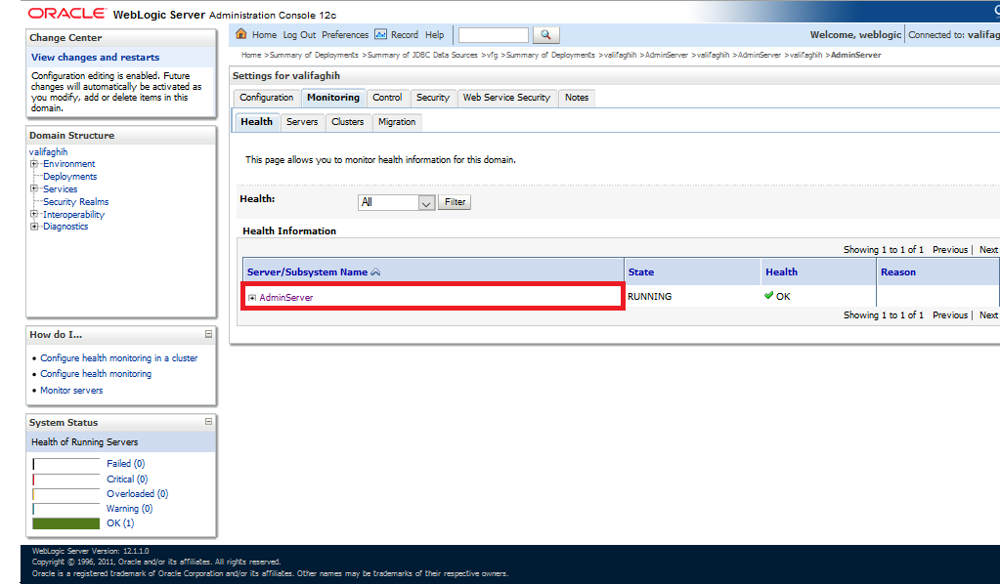 ORACLE WebLogic Server Administration Console 12c
Change Center
View changes and restarts
Configuration editing is enabled. Future
changes will automatically be activated as
you modify, add or delete items in this
domain.
Domain Structure
valifaghih
Environment
Deployments
Services
Security Realms
Interoperability
Diagnostics
How do I...
Configure health monitoring in a cluster
Configure health monitoring
Monitor servers
System Status
Health of Running Servers
Failed (0)
Critical (0)
Overloaded (0)
Warning (0)
OK (1)
Home Log Out Preferences Record Help
Welcome, weblogic Connected to: valifag
Home >Summary of Deployments >Summary of JDBC Data Sources >vfg >Summary of Deployments >valifaghih >AdminServer >valifaghih >AdminServer >valifaghih >AdminServer
Settings for valifaghih
Configuration Monitoring Control Security Web Service Security Notes
Health Servers Clusters Migration
This page allows you to monitor health information for this domain.
Health: All Filter
Health Information
Showing 1 to 1 of 1 Previous | Next
Server/Subsystem Name State Health Reason
AdminServer RUNNING OK
Showing 1 to 1 of 1 Previous | Next
WebLogic Server Version: 12.1.1.0
Copyright © 1996, 2011, Oracle and/or its affiliates. All rights reserved.
Oracle is a registered trademark of Oracle Corporation and/or its affiliates. Other names may be trademarks of their respective owners.